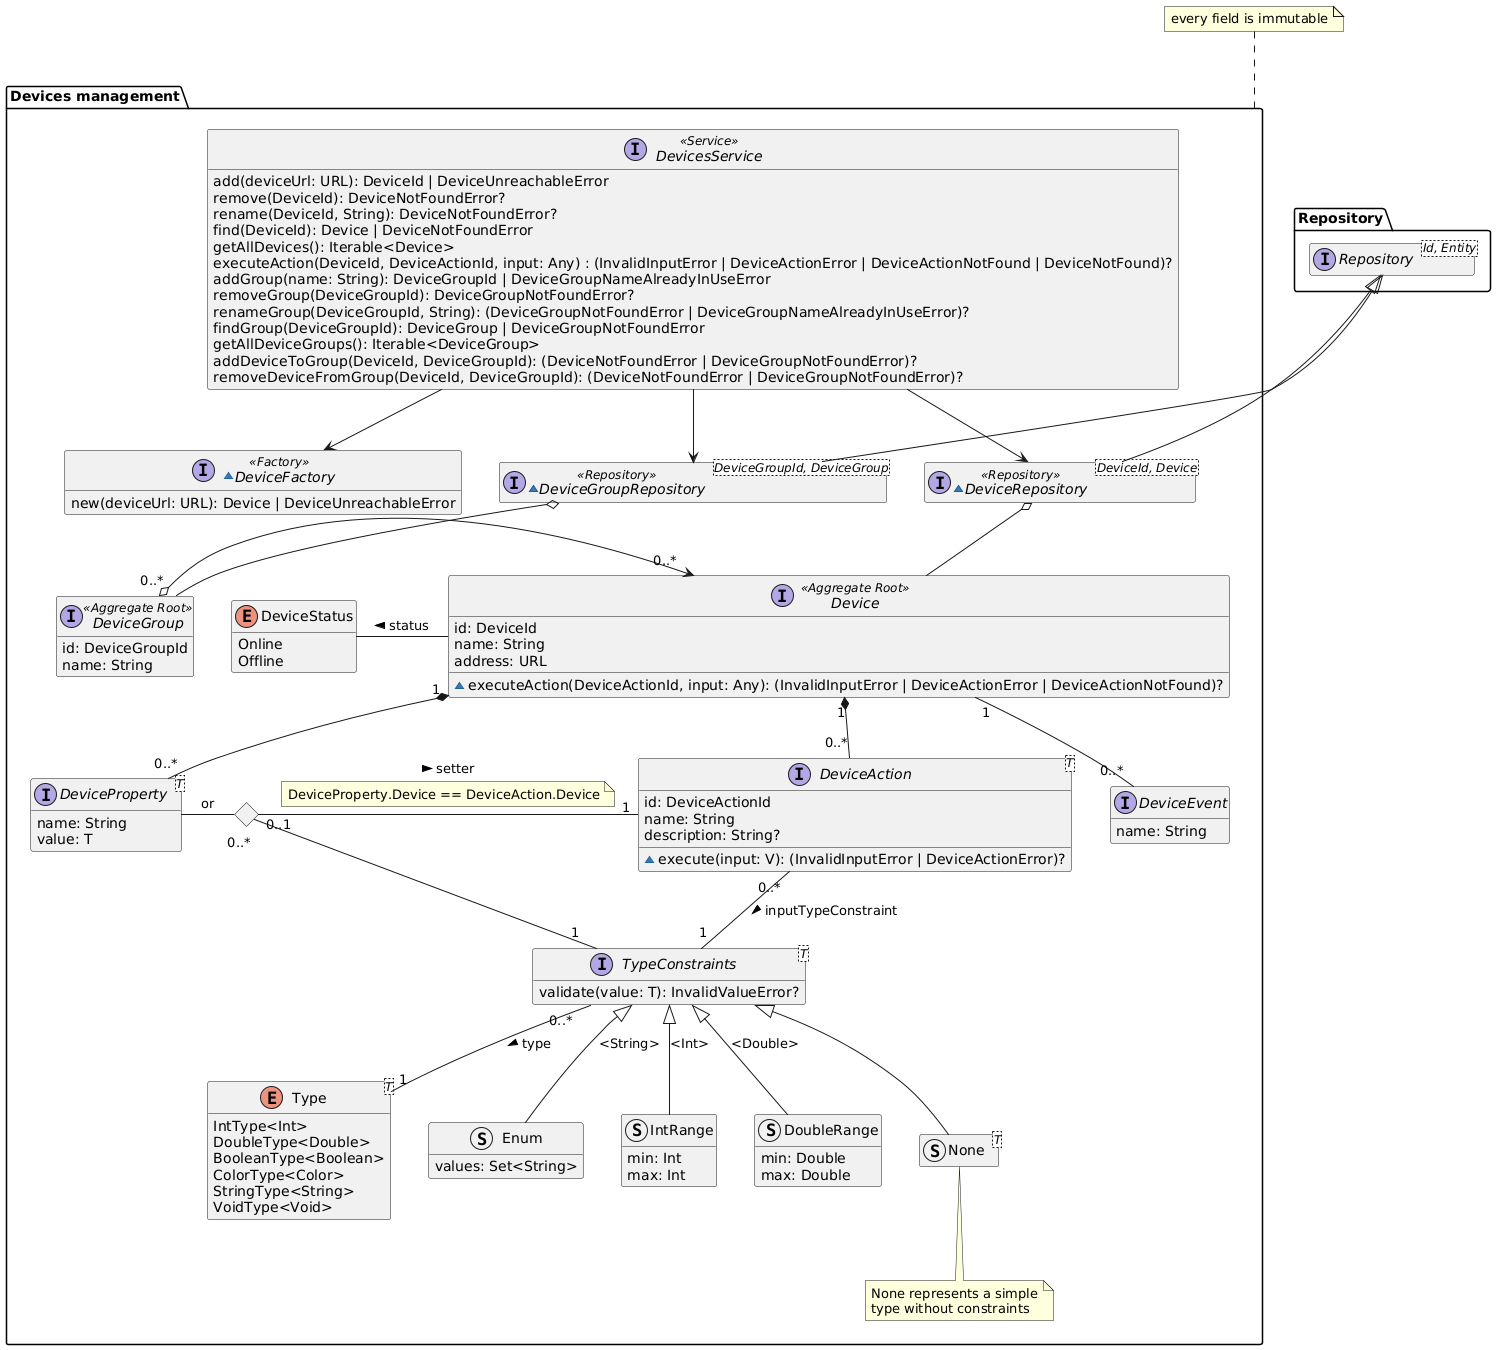 every field is immutable
Devices management
«Service»
I
DevicesService
add(deviceUrl: URL): DeviceId | DeviceUnreachableError
remove(DeviceId): DeviceNotFoundError?
rename(DeviceId, String): DeviceNotFoundError?
find(DeviceId): Device | DeviceNotFoundError
getAllDevices(): Iterable<Device>
executeAction(DeviceId, DeviceActionId, input: Any) : (InvalidInputError | DeviceActionError | DeviceActionNotFound | DeviceNotFound)?
addGroup(name: String): DeviceGroupId | DeviceGroupNameAlreadyInUseError
removeGroup(DeviceGroupId): DeviceGroupNotFoundError?
renameGroup(DeviceGroupId, String): (DeviceGroupNotFoundError | DeviceGroupNameAlreadyInUseError)?
findGroup(DeviceGroupId): DeviceGroup | DeviceGroupNotFoundError
getAllDeviceGroups(): Iterable<DeviceGroup>
addDeviceToGroup(DeviceId, DeviceGroupId): (DeviceNotFoundError | DeviceGroupNotFoundError)?
removeDeviceFromGroup(DeviceId, DeviceGroupId): (DeviceNotFoundError | DeviceGroupNotFoundError)?
Repository
Id, Entity
I
Repository
«Factory»
I
~DeviceFactory
new(deviceUrl: URL): Device | DeviceUnreachableError
DeviceGroupId, DeviceGroup
«Repository»
I
~DeviceGroupRepository
DeviceId, Device
«Repository»
I
~DeviceRepository
0..*
0..*
«Aggregate Root»
I
DeviceGroup
id: DeviceGroupId
name: String
E
DeviceStatus
Online
Offline
status
«Aggregate Root»
I
Device
id: DeviceId
name: String
address: URL
~executeAction(DeviceActionId, input: Any): (InvalidInputError | DeviceActionError | DeviceActionNotFound)?
1
1
1
0..*
0..*
0..*
T
I
DeviceProperty
name: String
value: T
or
setter
DeviceProperty.Device == DeviceAction.Device
0..1
1
0..*
T
I
DeviceAction
id: DeviceActionId
name: String
description: String?
~execute(input: V): (InvalidInputError | DeviceActionError)?
I
DeviceEvent
name: String
0..*
inputTypeConstraint
1
1
T
I
TypeConstraints
validate(value: T): InvalidValueError?
0..*
type
1
<String>
<Int>
<Double>
T
E
Type
IntType<Int>
DoubleType<Double>
BooleanType<Boolean>
ColorType<Color>
StringType<String>
VoidType<Void>
S
Enum
values: Set<String>
S
IntRange
min: Int
max: Int
S
DoubleRange
min: Double
max: Double
T
S
None
None represents a simple
type without constraints